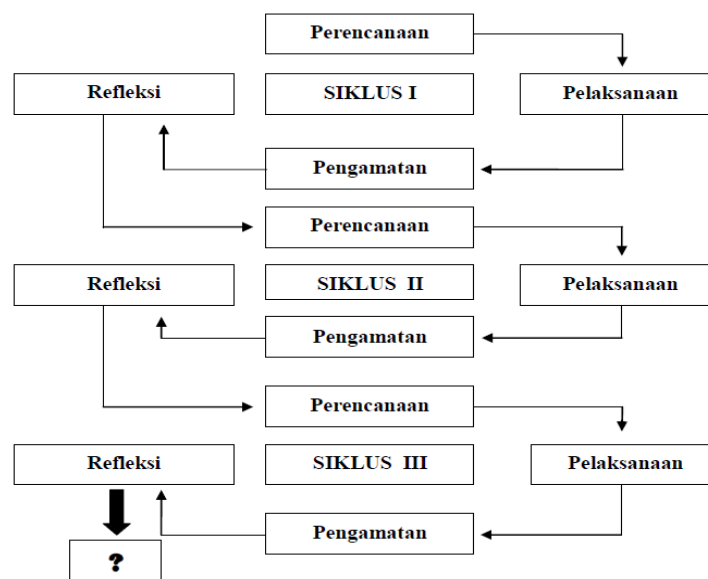 Perencanaan
Refleksi
SIKLUS I
Pelaksanaan
Pengamatan
Perencanaan
Refleksi
SIKLUS II
Pelaksanaan
Pengamatan
Perencanaan
Refleksi
SIKLUS III
Pelaksanaan
Pengamatan
?